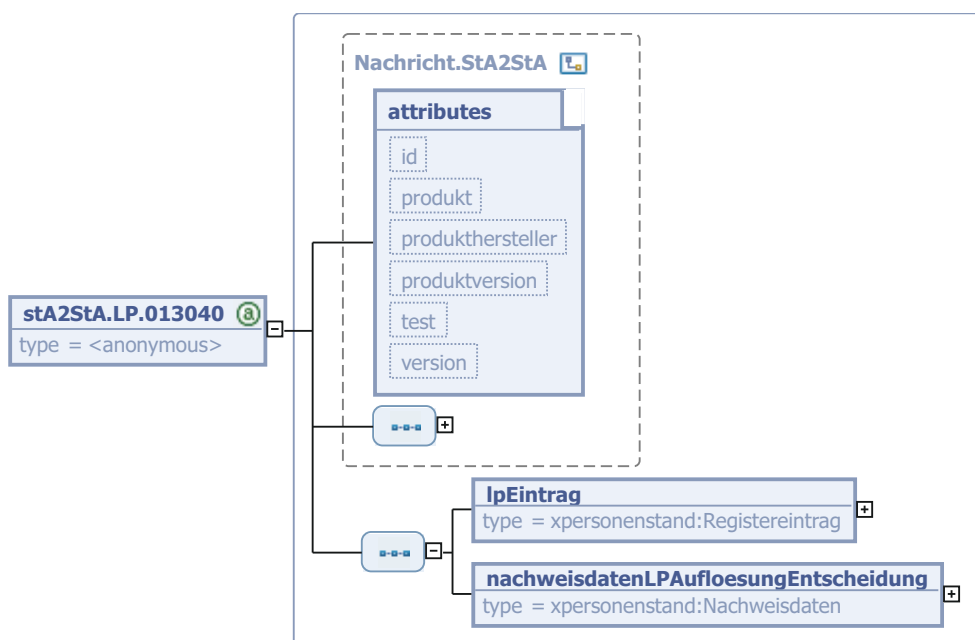 Nachricht.StA2StA
attributes
id
produkt
produkthersteller
produktversion
test
version
stA2StA.LP.013040 a
type = <anonymous>
lpEintrag
type = xpersonenstand:Registereintrag
nachweisdatenLPAufloesungEntscheidung
type = xpersonenstand:Nachweisdaten